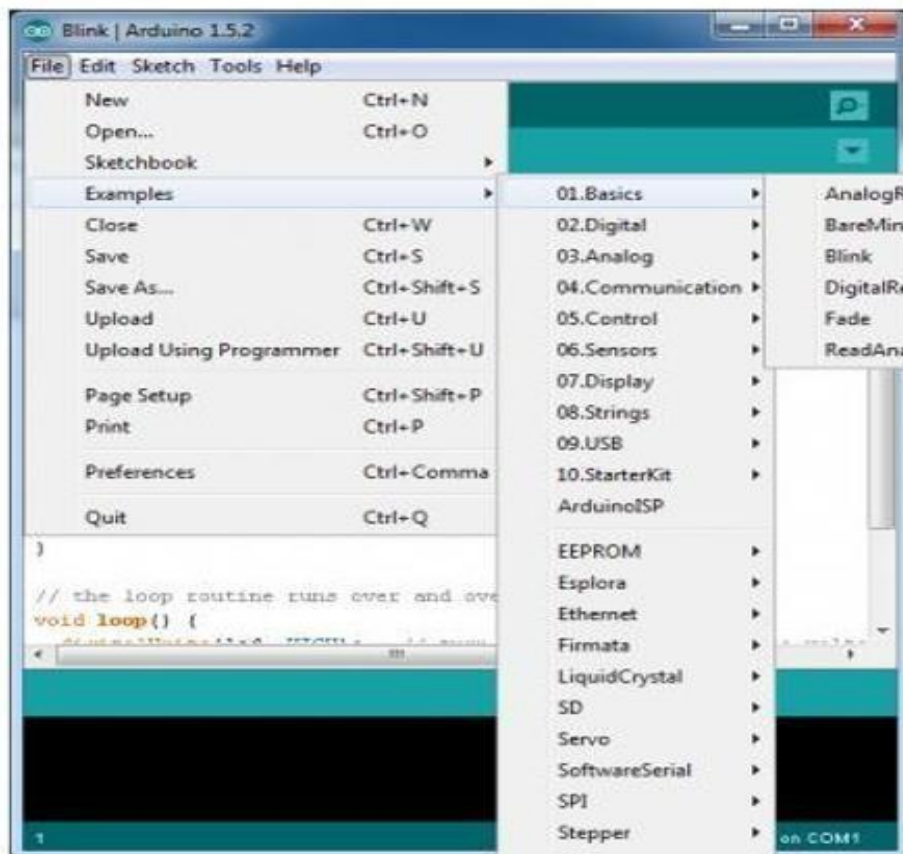 Blink | Arduino 1.5.2
File Edit Sketch Tools Help
New Ctrl+N
Open... Ctrl+O
Sketchbook
Examples
Close Ctrl+W
Save Ctrl+S
Save As... Ctrl+Shift+S
Upload Ctrl+U
Upload Using Programmer Ctrl+Shift+U
Page Setup Ctrl+Shift+P
Print Ctrl+P
Preferences Ctrl+Comma
Quit Ctrl+Q
01.Basics
02.Digital
03.Analog
04.Communication
05.Control
06.Sensors
07.Display
08.Strings
09.USB
10.StarterKit
ArduinoISP
EEPROM
Esplora
Ethernet
Firmata
LiquidCrystal
SD
Servo
SoftwareSerial
SPI
Stepper
AnalogR
BareMin
Blink
DigitalRe
Fade
ReadAna
}
// the loop routine runs over and ove
void loop() {
1 on COM1